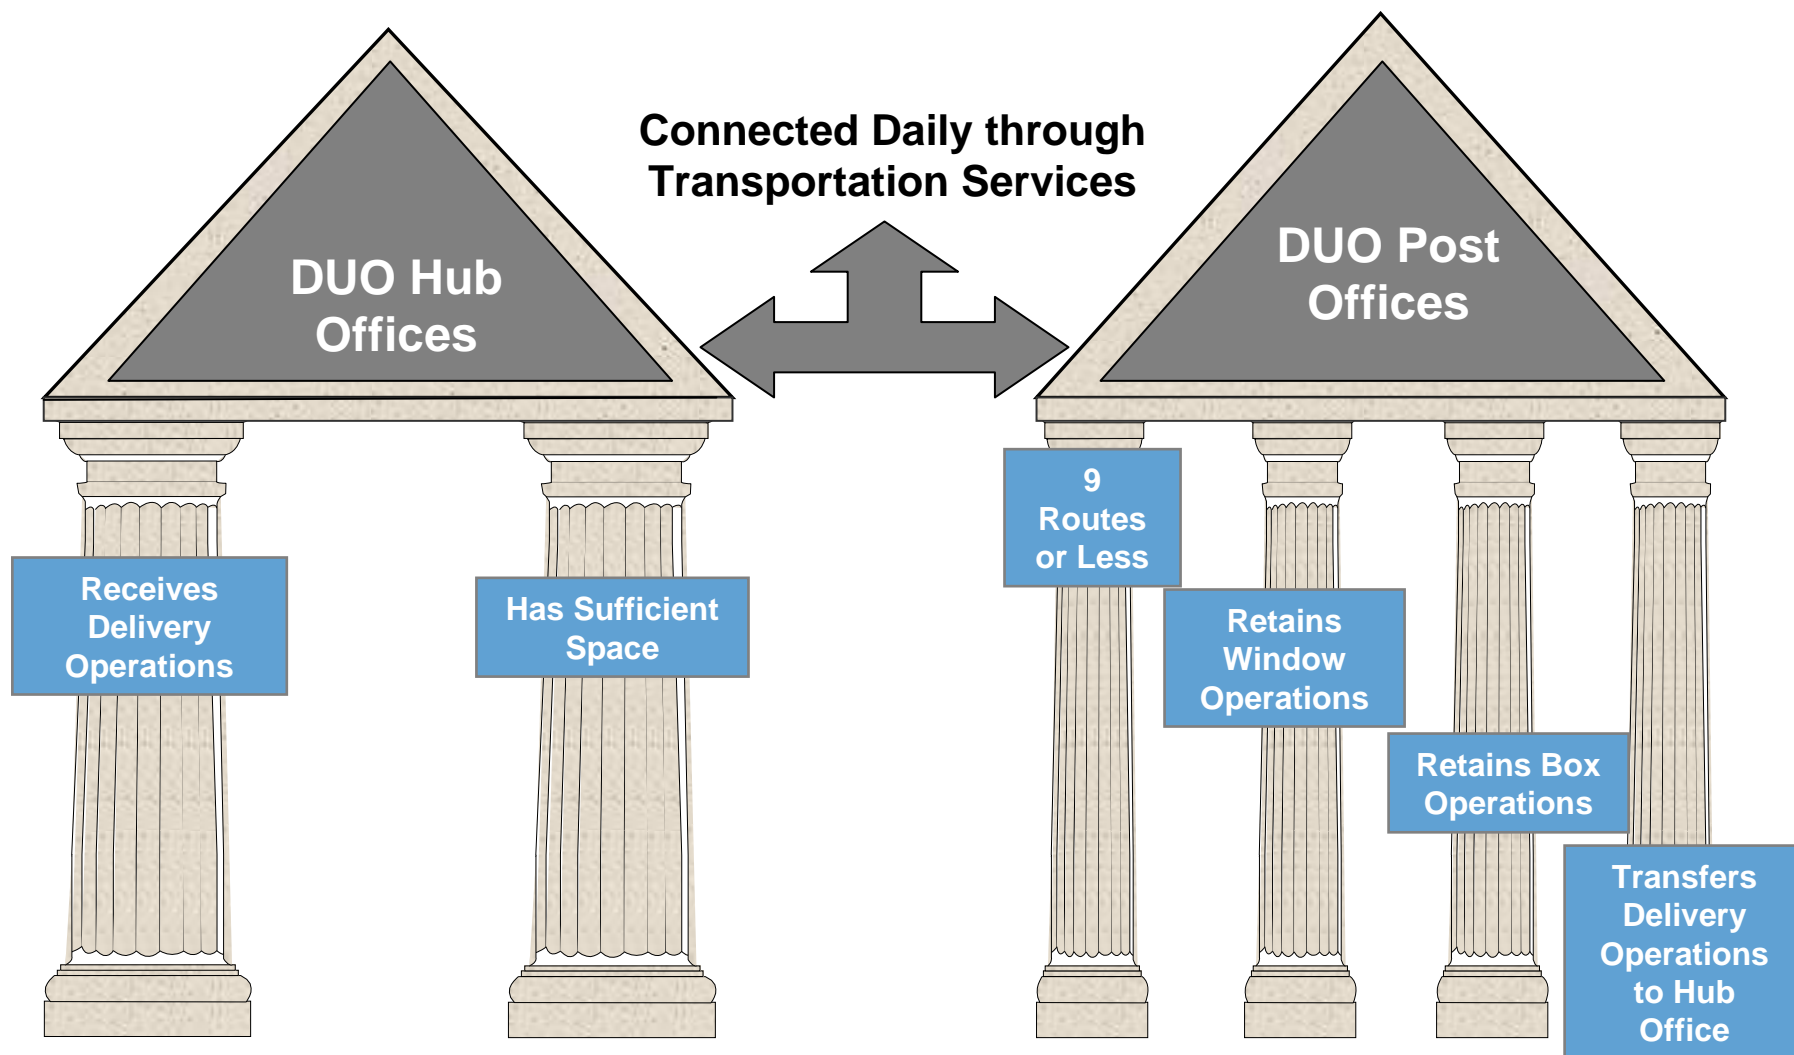 Connected Daily through
Transportation Services
DUO Hub
Offices
DUO Post
Offices
Receives
Delivery
Operations
Has Sufficient
Space
9
Routes
or Less
Retains
Window
Operations
Retains Box
Operations
Transfers
Delivery
Operations
to Hub
Office